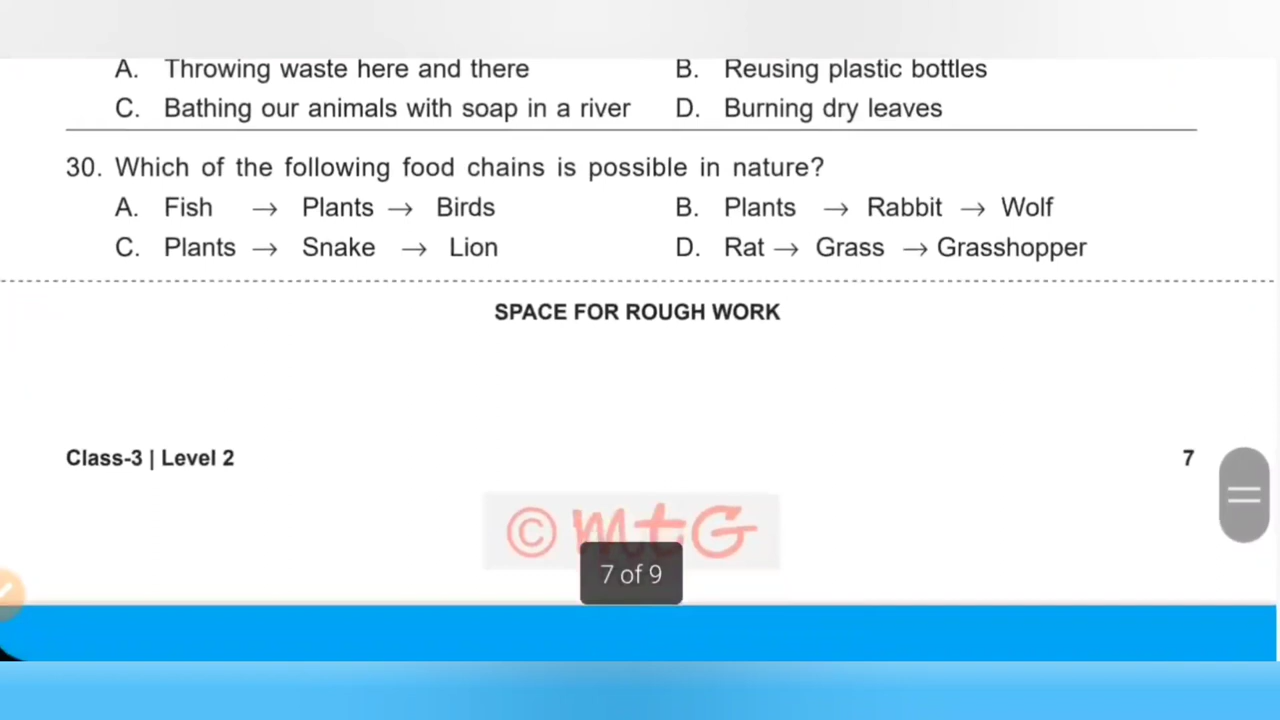 A. Throwing waste here and there B. Reusing plastic bottles
C. Bathing our animals with soap in a river D. Burning dry leaves
30. Which of the following food chains is possible in nature?
A. Fish → Plants → Birds B. Plants → Rabbit → Wolf
C. Plants → Snake → Lion D. Rat → Grass → Grasshopper
SPACE FOR ROUGH WORK
Class-3 | Level 2 7
© mtG
7 of 9